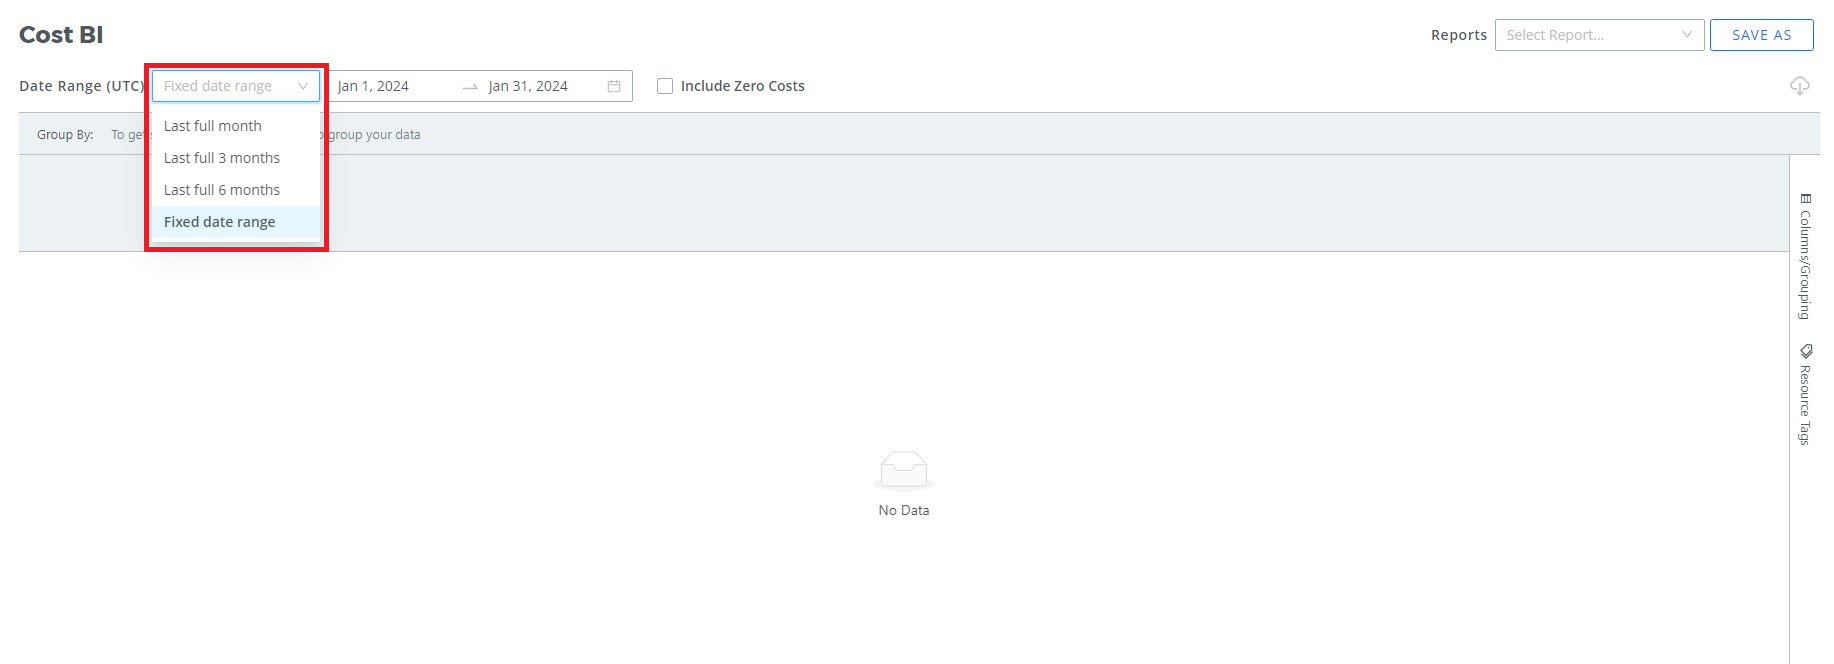 Cost BI
Reports Select Report... SAVE AS
Date Range (UTC) Fixed date range Jan 1, 2024 Jan 31, 2024 Include Zero Costs
Last full month
Last full 3 months
Last full 6 months
Fixed date range
Group By: To get group your data
Columns/Grouping
Resource Tags
No Data